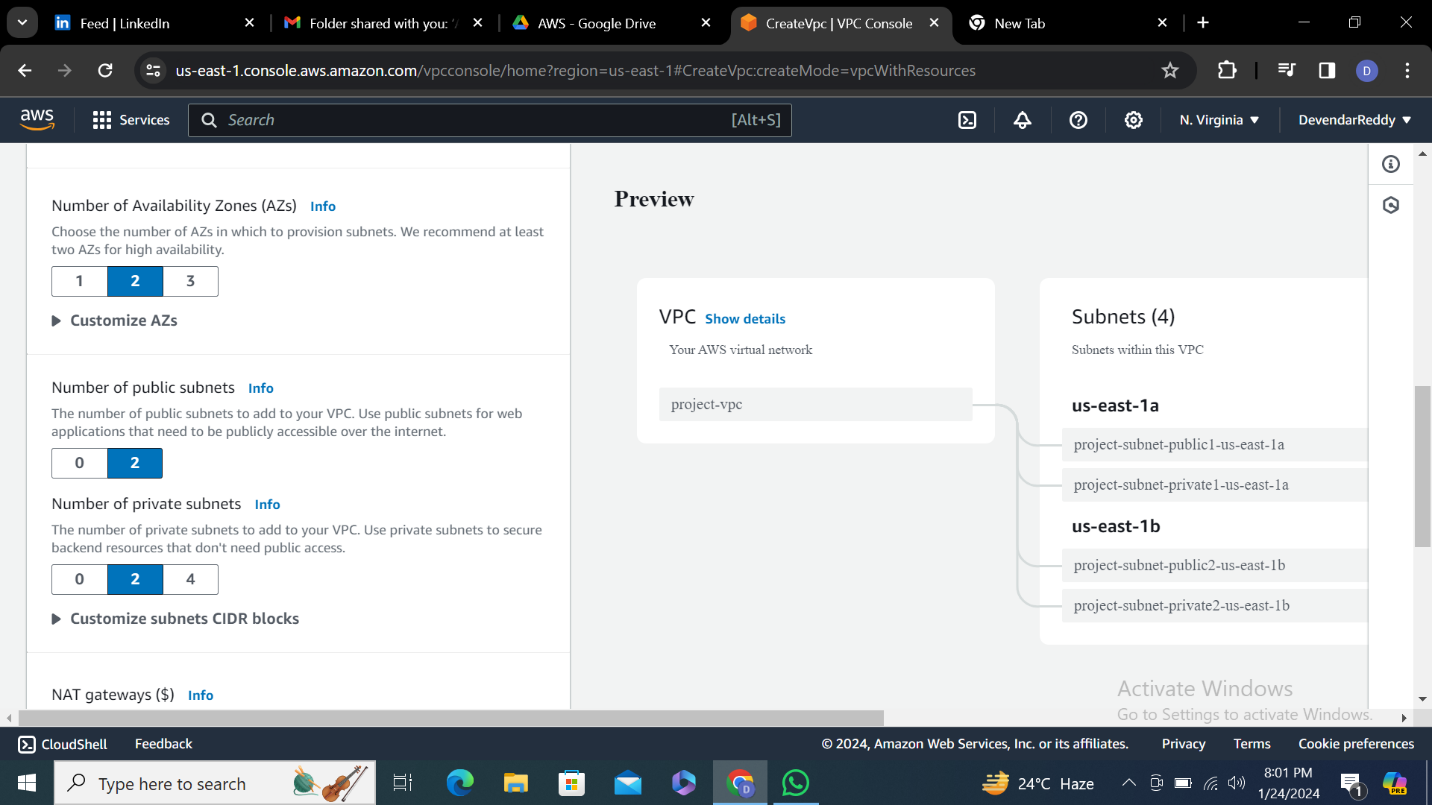 Feed | LinkedIn
Folder shared with you: '
AWS - Google Drive
CreateVpc | VPC Console
New Tab
us-east-1.console.aws.amazon.com/vpcconsole/home?region=us-east-1#CreateVpc:createMode=vpcWithResources
D
aws
Services
Search
[Alt+S]
N. Virginia
DevendarReddy
Number of Availability Zones (AZs) Info
Choose the number of AZs in which to provision subnets. We recommend at least
two AZs for high availability.
1 2 3
Customize AZs
Number of public subnets Info
The number of public subnets to add to your VPC. Use public subnets for web
applications that need to be publicly accessible over the internet.
0 2
Number of private subnets Info
The number of private subnets to add to your VPC. Use private subnets to secure
backend resources that don't need public access.
0 2 4
Customize subnets CIDR blocks
NAT gateways ($) Info
Preview
VPC Show details
Your AWS virtual network
project-vpc
Subnets (4)
Subnets within this VPC
us-east-1a
project-subnet-public1-us-east-1a
project-subnet-private1-us-east-1a
us-east-1b
project-subnet-public2-us-east-1b
project-subnet-private2-us-east-1b
Activate Windows
Go to Settings to activate Windows.
CloudShell
Feedback
© 2024, Amazon Web Services, Inc. or its affiliates.
Privacy
Terms
Cookie preferences
Type here to search
D
24°C Haze
8:01 PM
1/24/2024
1
PRE